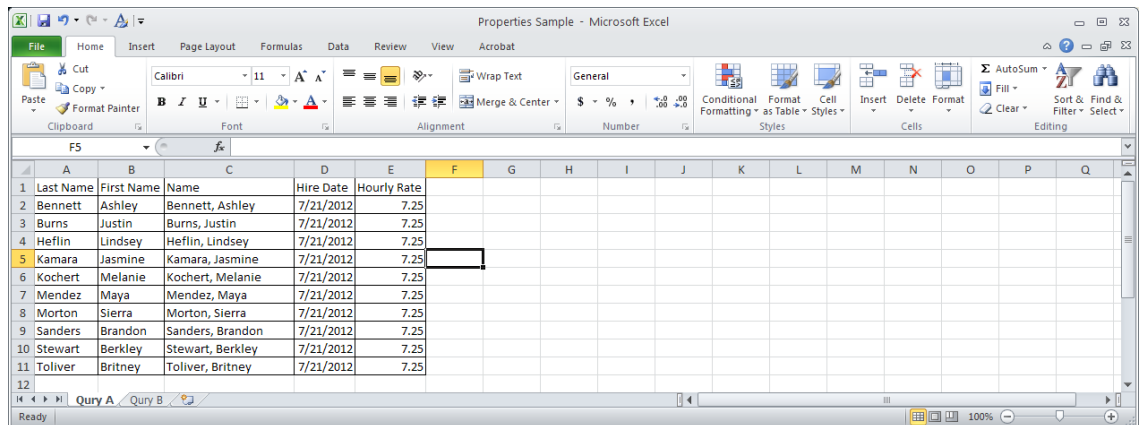 Properties Sample - Microsoft Excel
File Home Insert Page Layout Formulas Data Review View Acrobat
Paste
Cut
Copy
Format Painter
Clipboard
Calibri 11
B I U
Font
Wrap Text
Merge & Center
Alignment
General
$ % , .0 .00 .00 .0
Number
Conditional Formatting
Format as Table
Cell Styles
Styles
Insert Delete Format
Cells
Σ AutoSum
Fill
Clear
Sort & Filter
Find & Select
Editing
F5 fx
A B C D E F G H I J K L M N O P Q
1 Last Name First Name Name Hire Date Hourly Rate
2 Bennett Ashley Bennett, Ashley 7/21/2012 7.25
3 Burns Justin Burns, Justin 7/21/2012 7.25
4 Heflin Lindsey Heflin, Lindsey 7/21/2012 7.25
5 Kamara Jasmine Kamara, Jasmine 7/21/2012 7.25
6 Kochert Melanie Kochert, Melanie 7/21/2012 7.25
7 Mendez Maya Mendez, Maya 7/21/2012 7.25
8 Morton Sierra Morton, Sierra 7/21/2012 7.25
9 Sanders Brandon Sanders, Brandon 7/21/2012 7.25
10 Stewart Berkley Stewart, Berkley 7/21/2012 7.25
11 Toliver Britney Toliver, Britney 7/21/2012 7.25
12
Qury A Qury B
Ready 100%